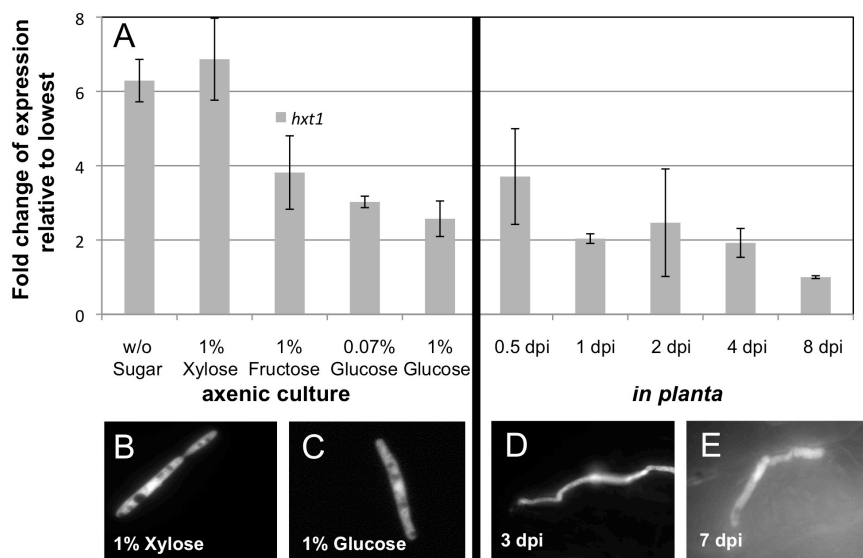 A
Fold change of expression
relative to lowest
8
6
4
2
0
hxt1
w/o
Sugar
1%
Xylose
1%
Fructose
0.07%
Glucose
1%
Glucose
axenic culture
0.5 dpi
1 dpi
2 dpi
4 dpi
8 dpi
in planta
B
1% Xylose
C
1% Glucose
D
3 dpi
E
7 dpi